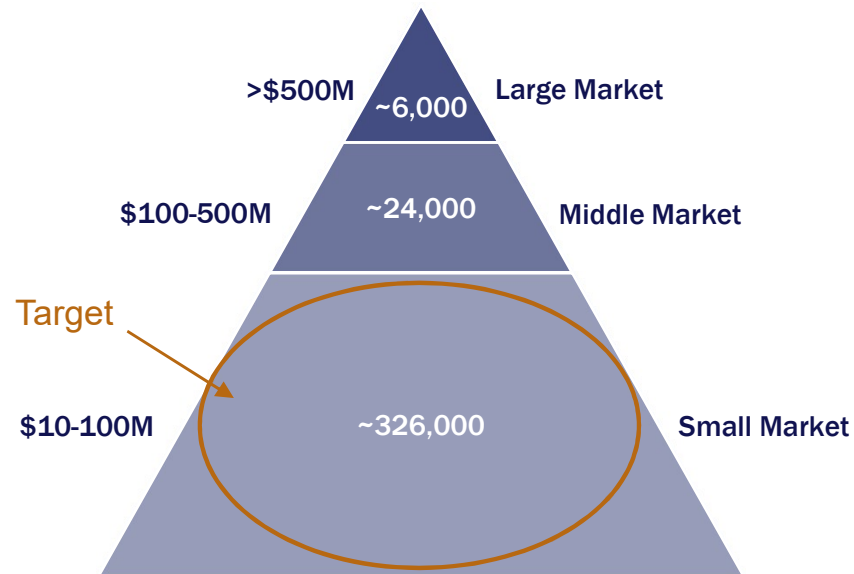 >$500M
~6,000
Large Market
$100-500M
~24,000
Middle Market
Target
$10-100M
~326,000
Small Market